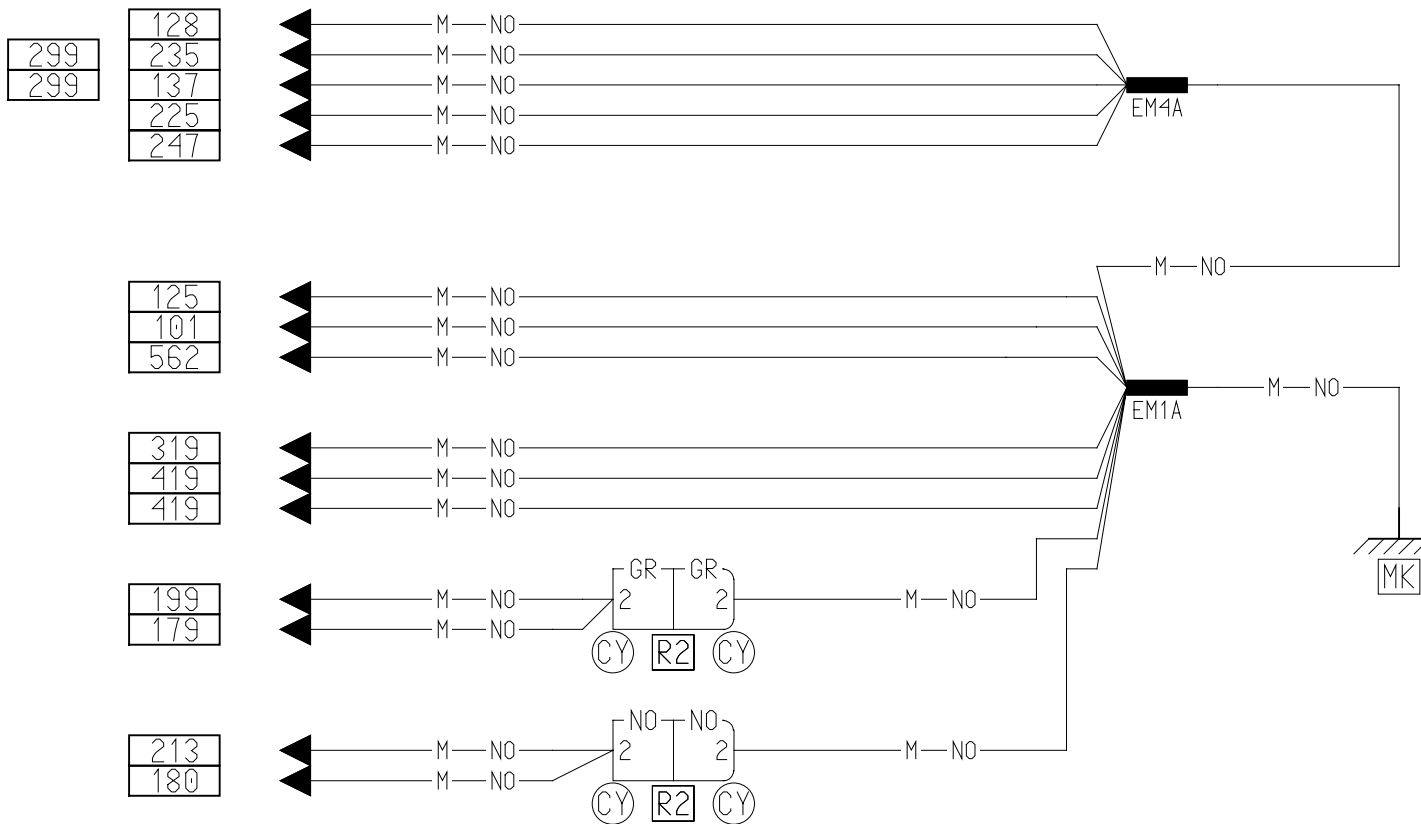 128 M NO
299 235 M NO
299 137 M NO
EM4A
225 M NO
247 M NO
M NO
125 M NO
101 M NO
562 M NO
M NO
EM1A
319 M NO
419 M NO
419 M NO
GR GR
MK
199 M NO 2 2 M NO
179 M NO
CY R2 CY
NO NO
213 M NO 2 2 M NO
180 M NO
CY R2 CY